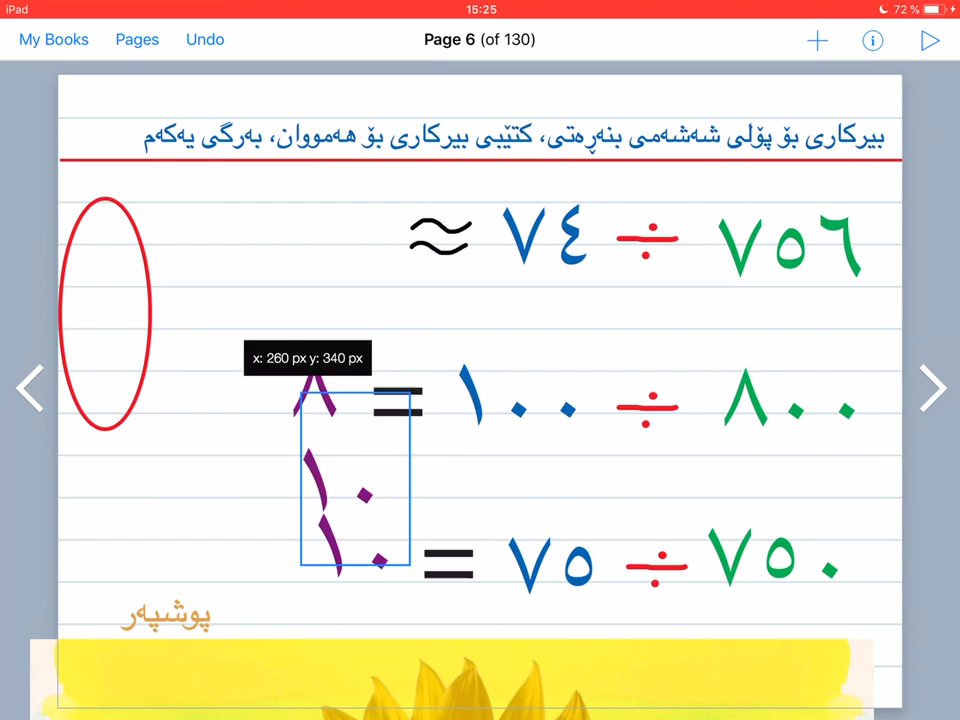 iPad 15:25 72 %
My Books Pages Undo Page 6 (of 130)
بیرکاری بۆ پۆلی شەشەمی بنەڕەتی، کتێبی بیرکاری بۆ هەمووان، بەرگی یەکەم
٧٥٦ ÷ ٧٤ ≈
x: 260 px y: 340 px
٨٠٠ ÷ ١٠٠ = ٨
١٠
٧٥٠ ÷ ٧٥ = ١٠
پوشپەر